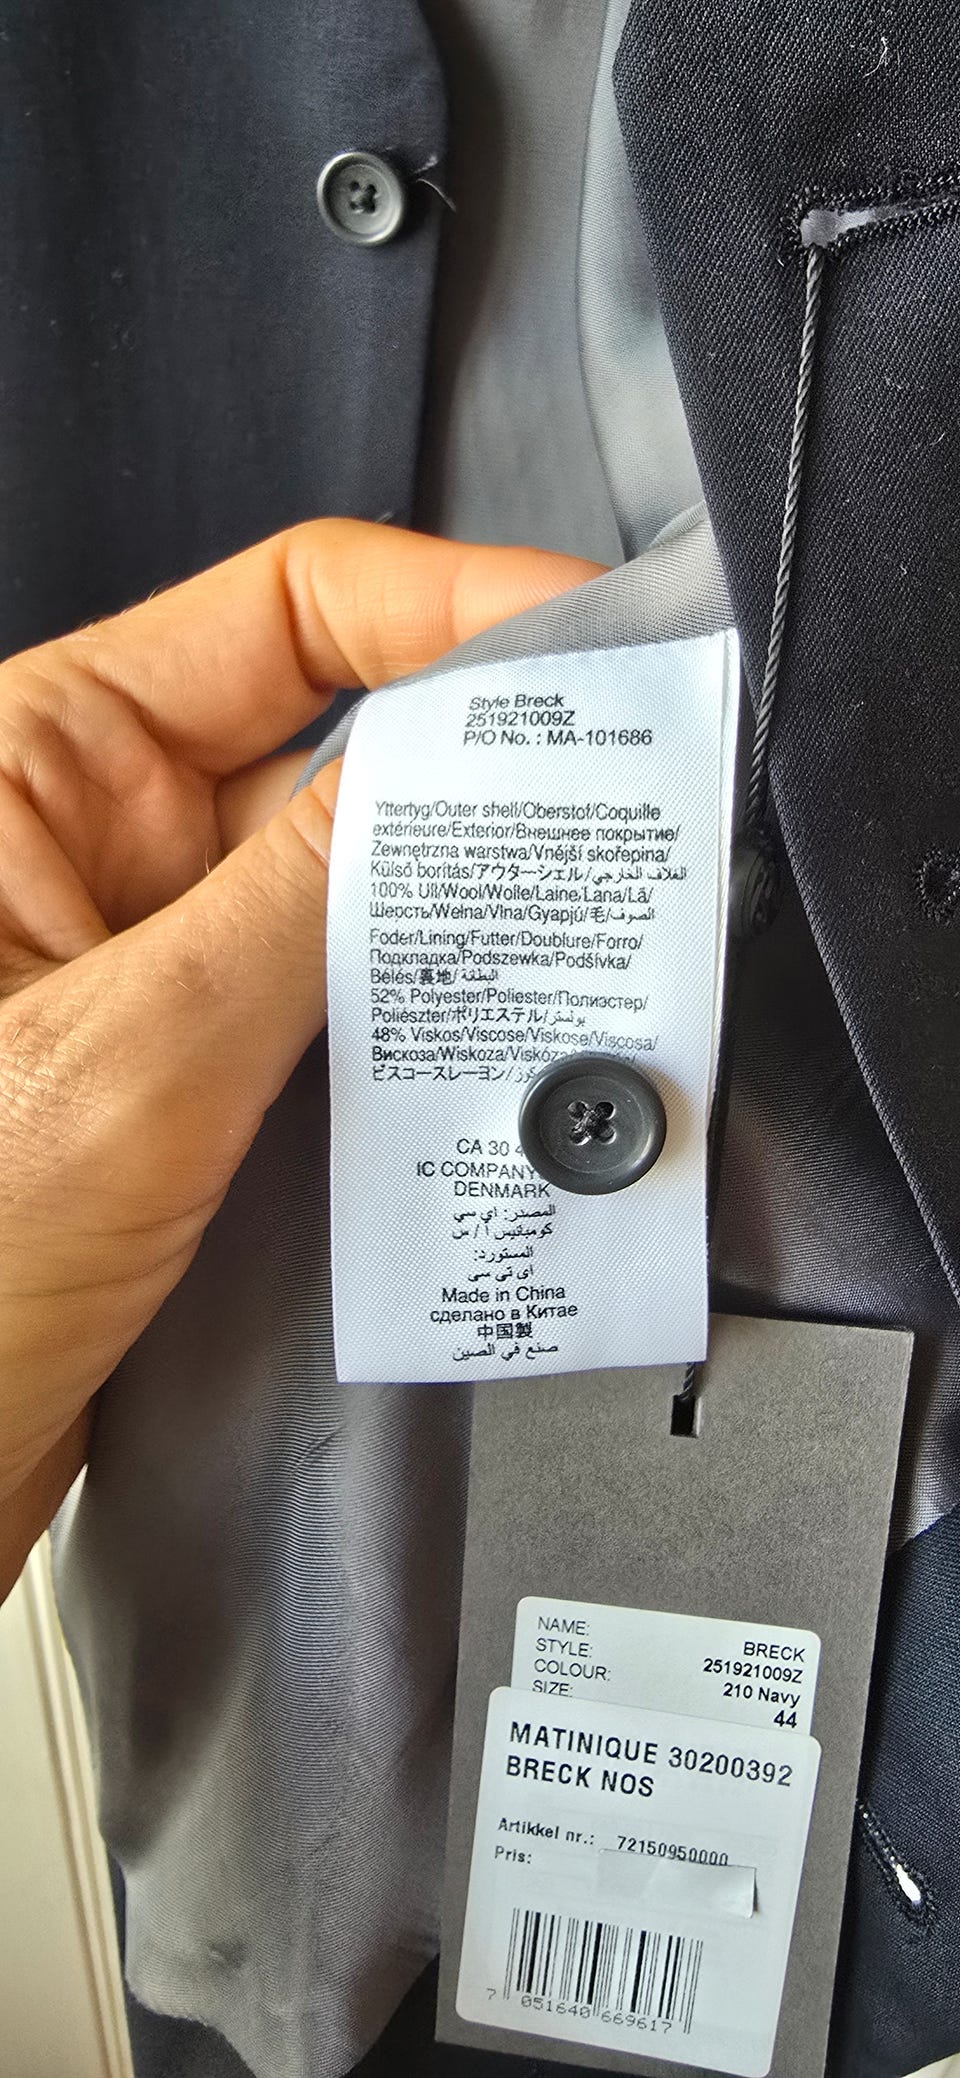 Style Breck
251921009Z
P/O No. : MA-101686
Yttertyg/Outer shell/Oberstof/Coquille
extérieure/Exterior/Внешнее покрытие/
Zewnętrzna warstwa/Vnější skořepina/
Külső borítás/アウターシェル/الغلاف الخارجي
100% Ull/Wool/Wolle/Laine/Lana/Lã/
Шерсть/Wełna/Vlna/Gyapjú/毛/الصوف
Foder/Lining/Futter/Doublure/Forro/
Подкладка/Podszewka/Podšívka/
Bélés/裏地/البطانة
52% Polyester/Poliester/Полиэстер/
Poliészter/ポリエステル/بولستر
48% Viskos/Viscose/Viskose/Viscosa/
Вискоза/Wiskoza/Viskóza/
ビスコースレーヨン/
CA 30
IC COMPANY
DENMARK
المصدر: اي سي
كومبانيس ا / س
المستورد:
اي تي سي
Made in China
сделано в Китае
中国製
صنع في الصين
NAME: BRECK
STYLE: 251921009Z
COLOUR: 210 Navy
SIZE: 44
MATINIQUE 30200392
BRECK NOS
Artikkel nr.: 72150950000
Pris:
7 051640 669617